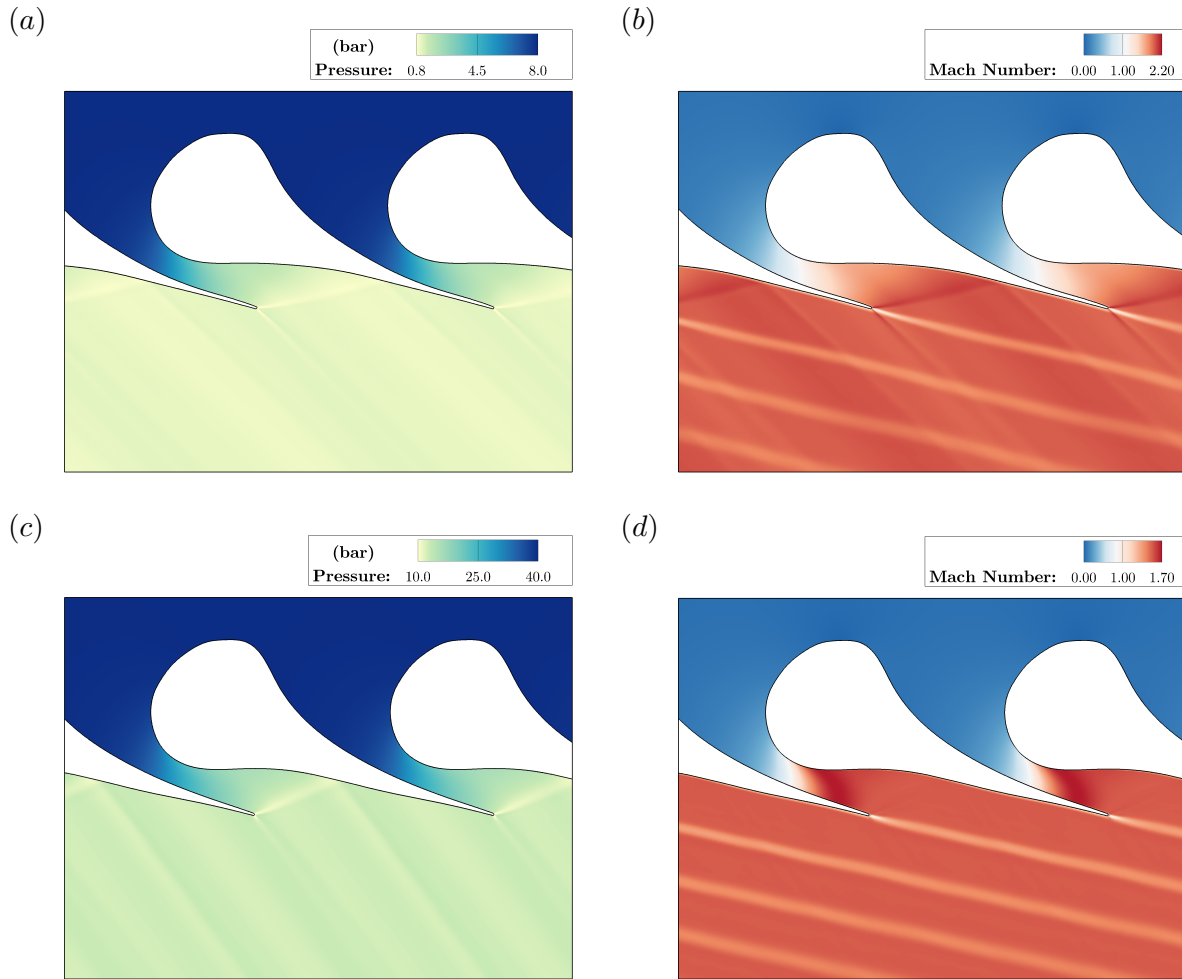 (a)
(bar)
Pressure: 0.8 4.5 8.0
(b)
Mach Number: 0.00 1.00 2.20
(c)
(bar)
Pressure: 10.0 25.0 40.0
(d)
Mach Number: 0.00 1.00 1.70